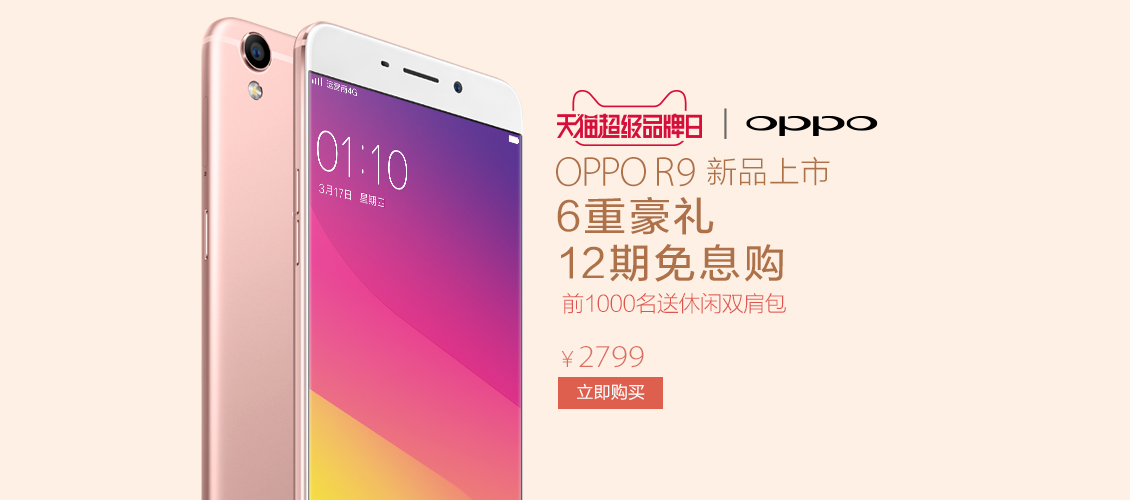 01:10
3月17日 星期三
天猫超级品牌日 | oppo
OPPO R9 新品上市
6重豪礼
12期免息购
前1000名送休闲双肩包
¥2799
立即购买